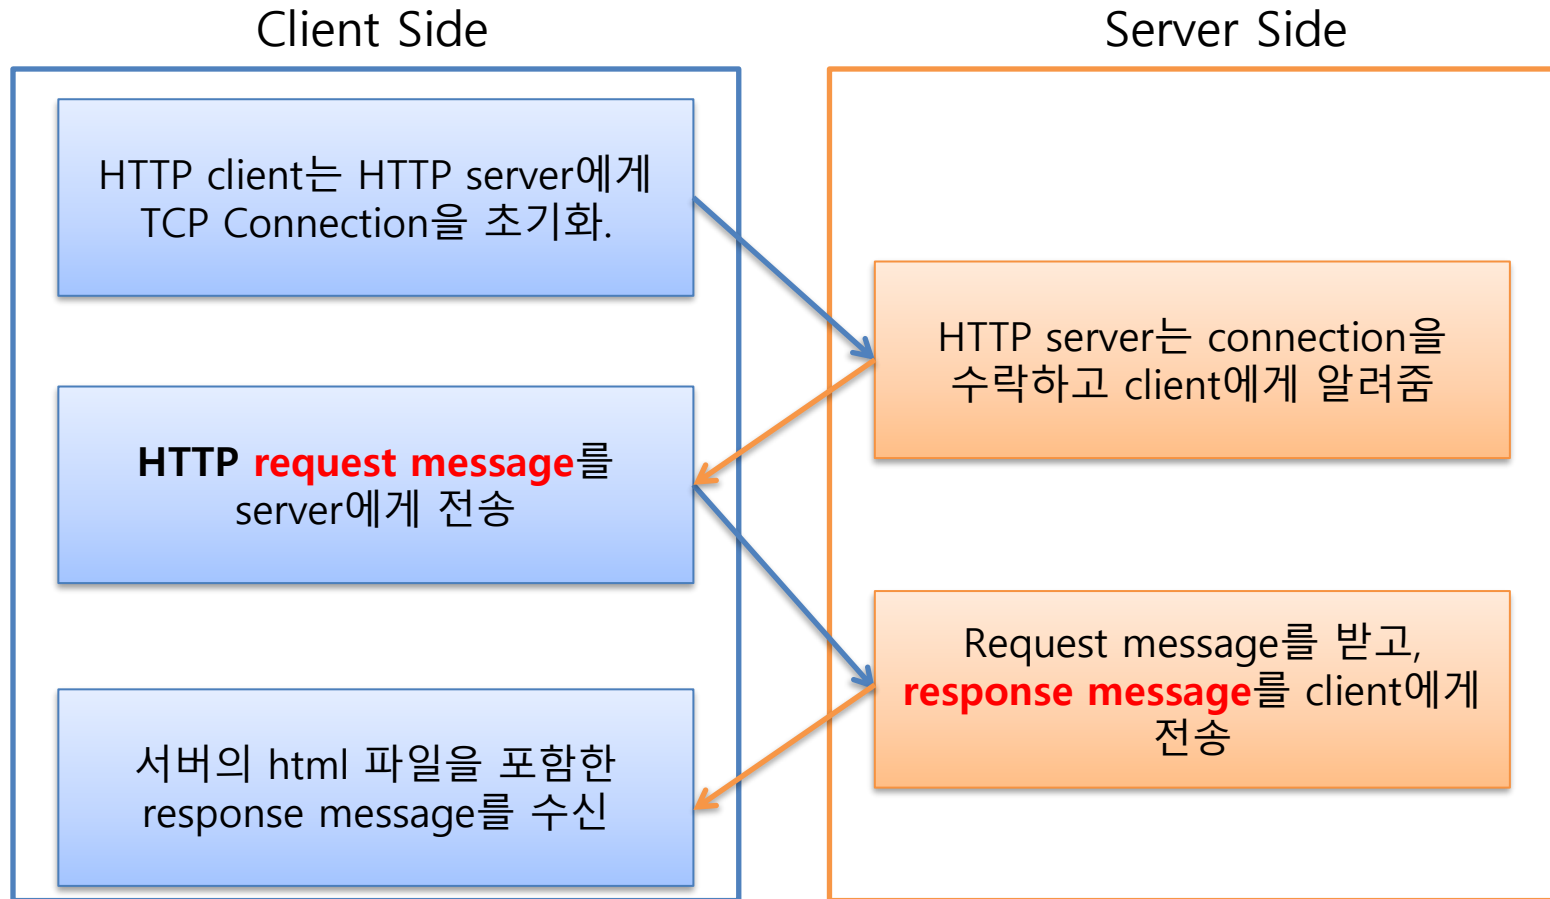 Client Side
Server Side
HTTP client는 HTTP server에게
TCP Connection을 초기화.
HTTP server는 connection을
수락하고 client에게 알려줌
HTTP request message를
server에게 전송
Request message를 받고,
response message를 client에게
전송
서버의 html 파일을 포함한
response message를 수신